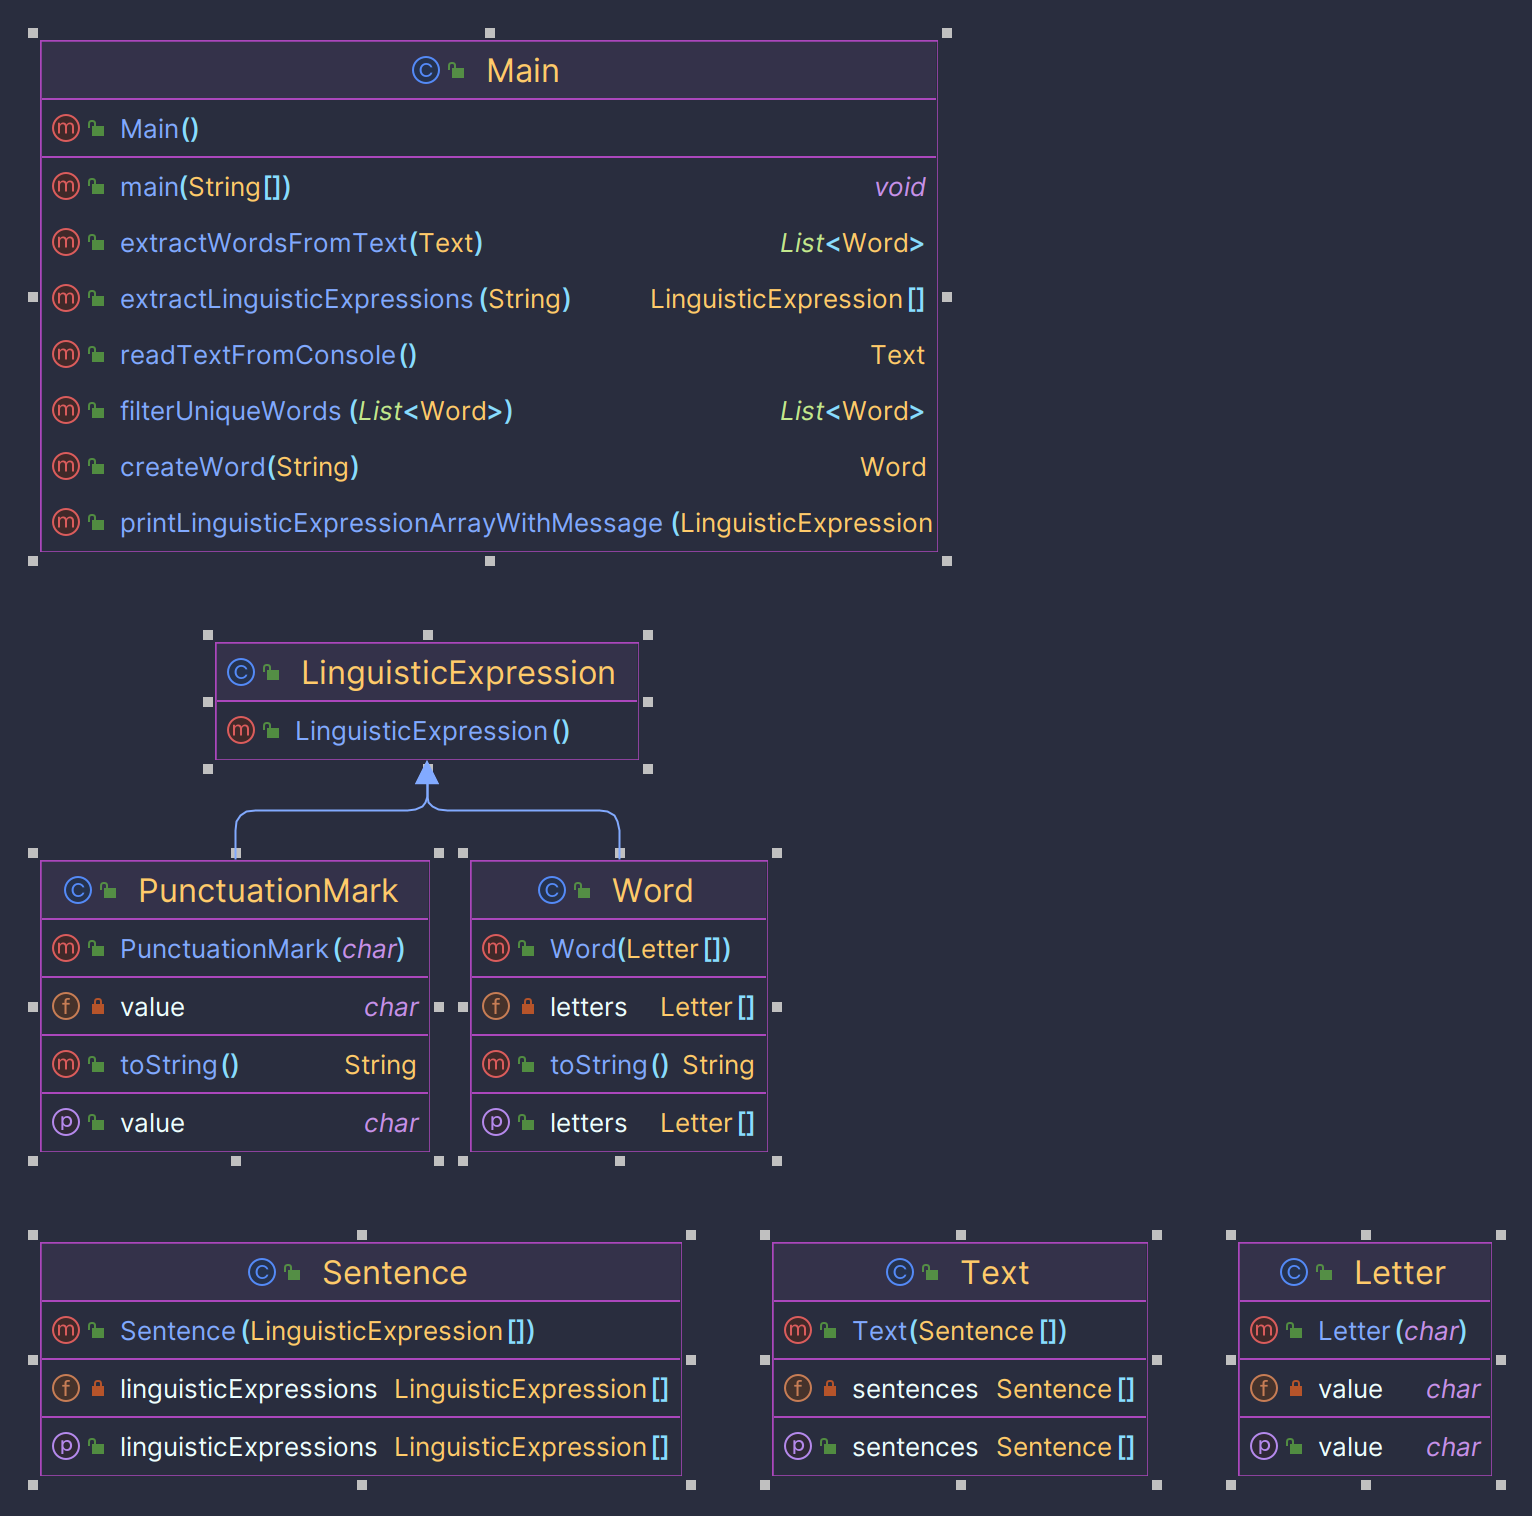 Main
Main()
main(String[]) void
extractWordsFromText(Text) List<Word>
extractLinguisticExpressions(String) LinguisticExpression[]
readTextFromConsole() Text
filterUniqueWords(List<Word>) List<Word>
createWord(String) Word
printLinguisticExpressionArrayWithMessage(LinguisticExpression
LinguisticExpression
LinguisticExpression()
PunctuationMark
PunctuationMark(char)
value char
toString() String
value char
Word
Word(Letter[])
letters Letter[]
toString() String
letters Letter[]
Sentence
Sentence(LinguisticExpression[])
linguisticExpressions LinguisticExpression[]
linguisticExpressions LinguisticExpression[]
Text
Text(Sentence[])
sentences Sentence[]
sentences Sentence[]
Letter
Letter(char)
value char
value char